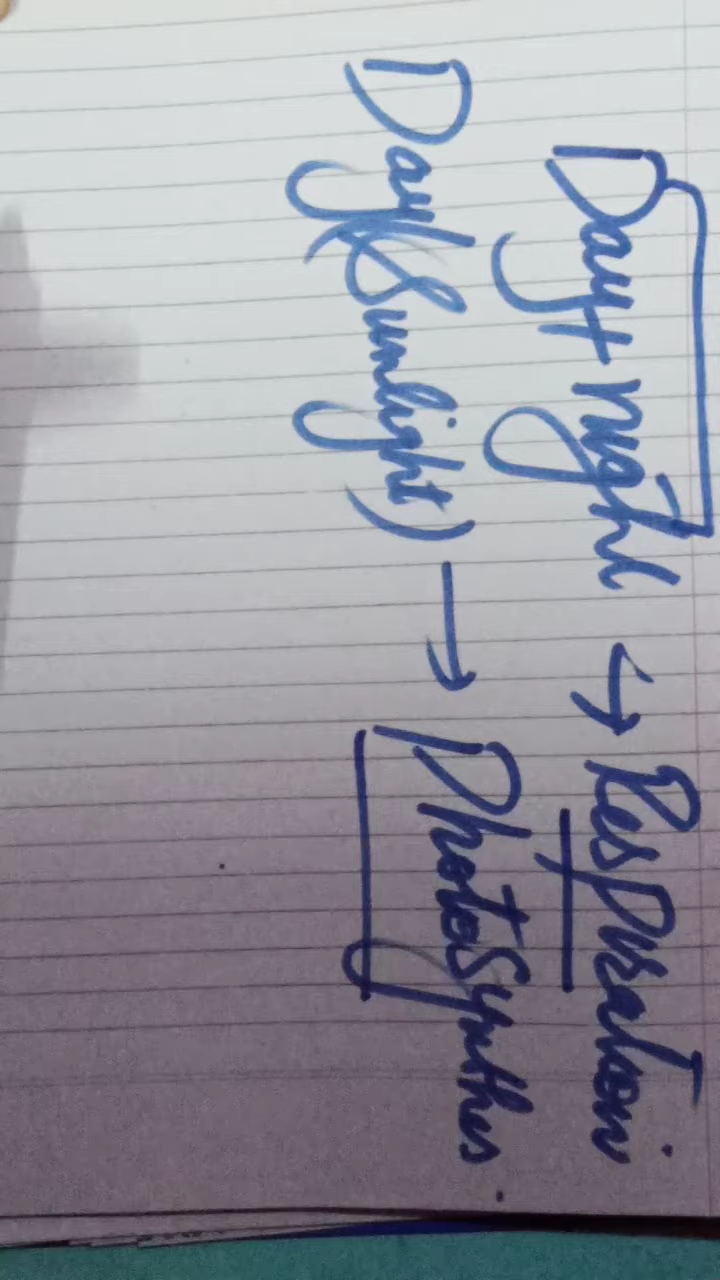 Day + night → Respiration
Day (Sunlight) → Photosynthes.